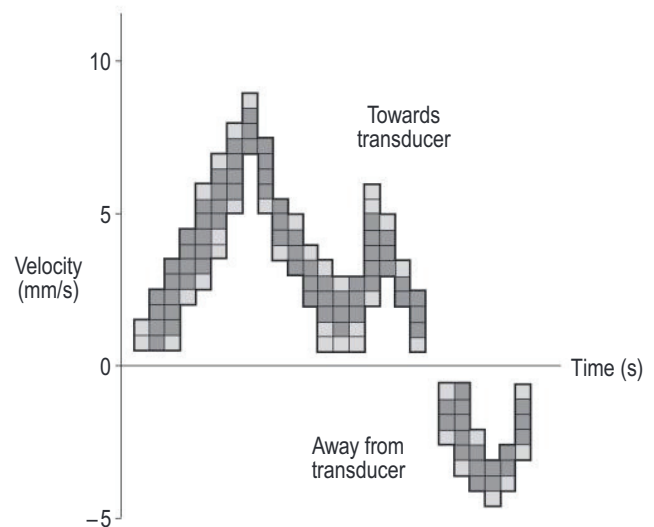 10
Towards
transducer
5
Velocity
(mm/s)
0
Time (s)
Away from
transducer
–5